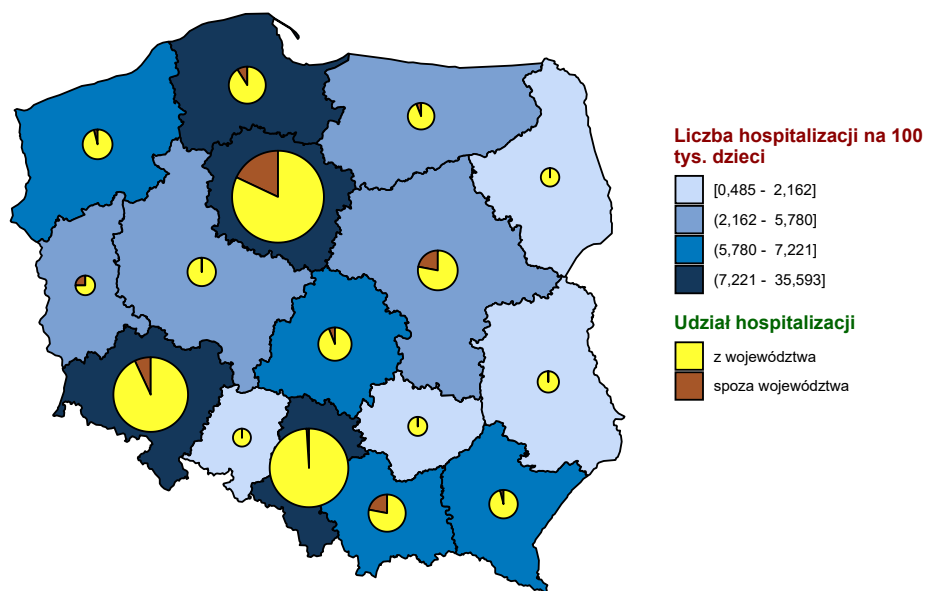 Liczba hospitalizacji na 100
tys. dzieci
[0,485 - 2,162]
(2,162 - 5,780]
(5,780 - 7,221]
(7,221 - 35,593]
Udział hospitalizacji
z województwa
spoza województwa